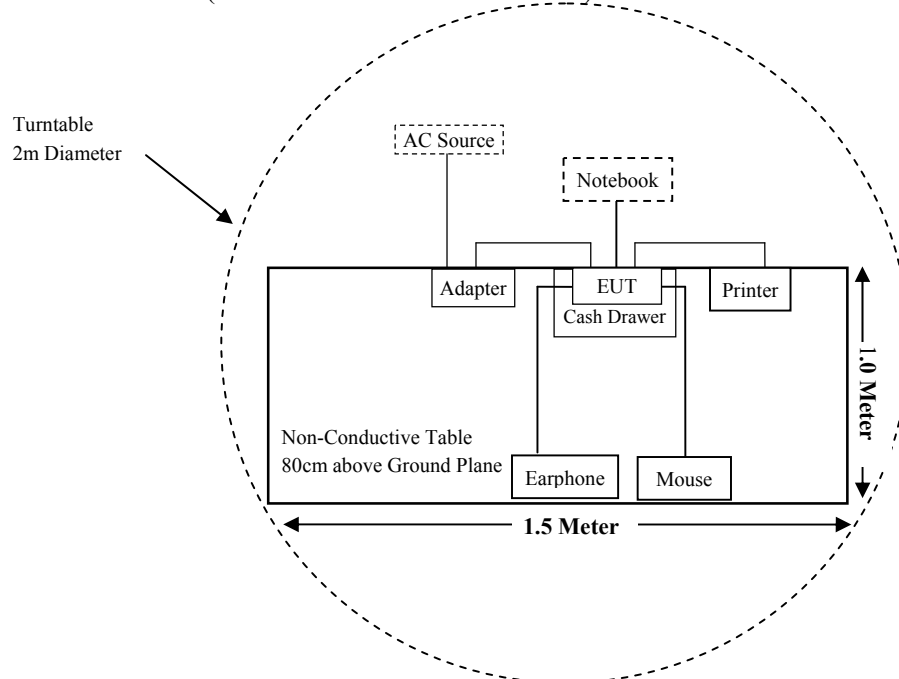 Turntable
2m Diameter
AC Source
Notebook
Adapter
EUT
Printer
Cash Drawer
1.0 Meter
Non-Conductive Table
80cm above Ground Plane
Earphone
Mouse
1.5 Meter